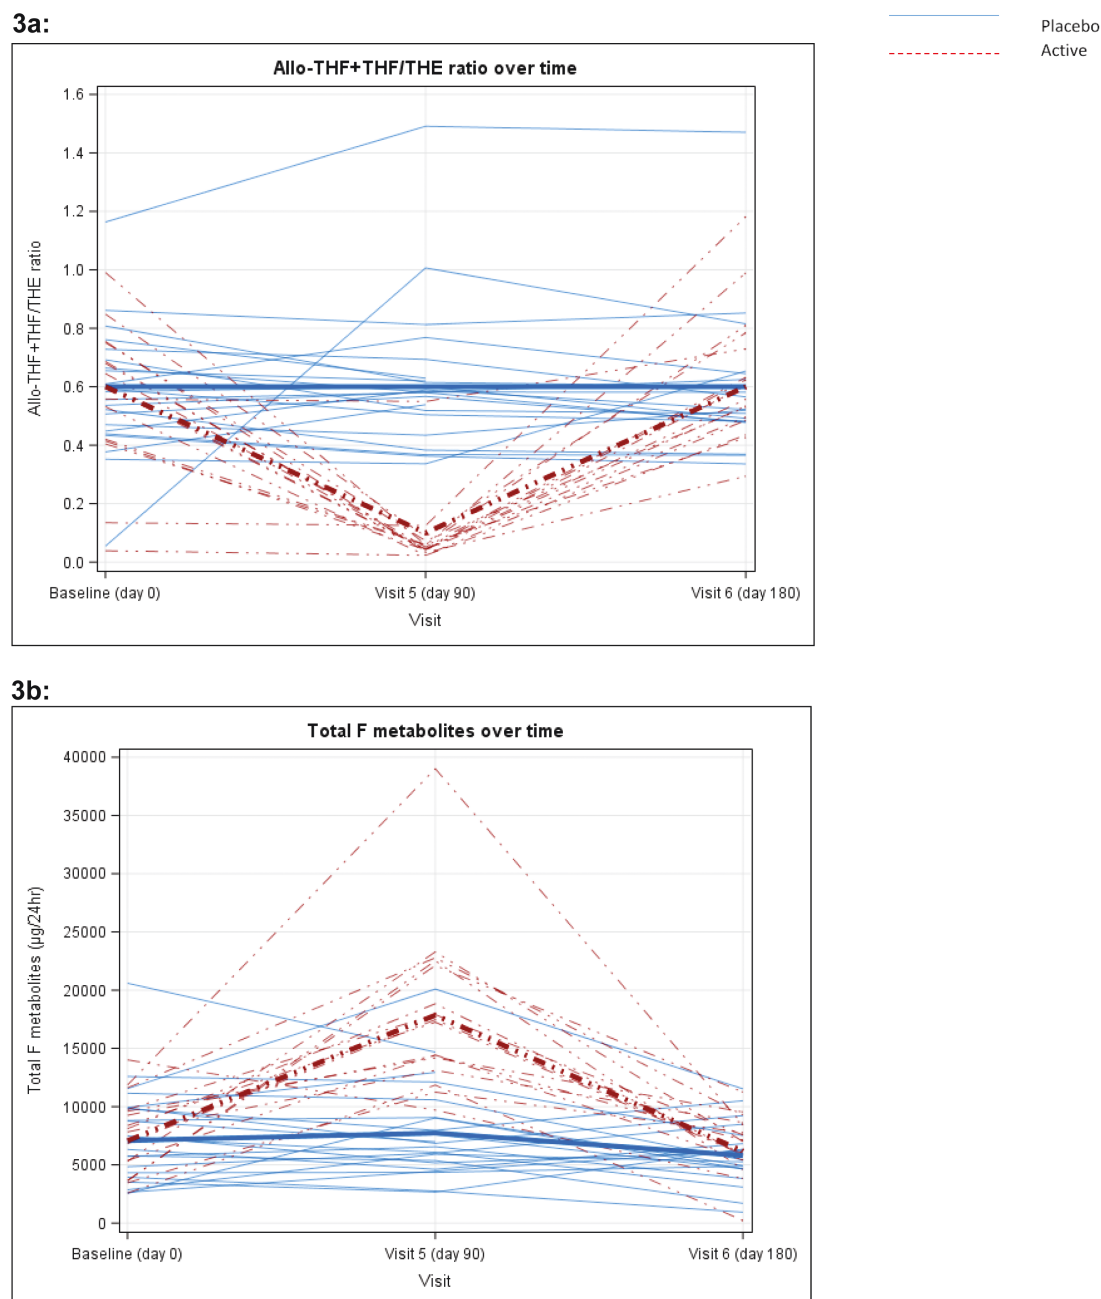 3a:
Placebo
Active
Allo-THF+THF/THE ratio over time
Allo-THF+THF/THE ratio
1.6
1.4
1.2
1.0
0.8
0.6
0.4
0.2
0.0
Baseline (day 0) Visit 5 (day 90) Visit 6 (day 180)
Visit
3b:
Total F metabolites over time
Total F metabolites (µg/24hr)
40000
35000
30000
25000
20000
15000
10000
5000
0
Baseline (day 0) Visit 5 (day 90) Visit 6 (day 180)
Visit